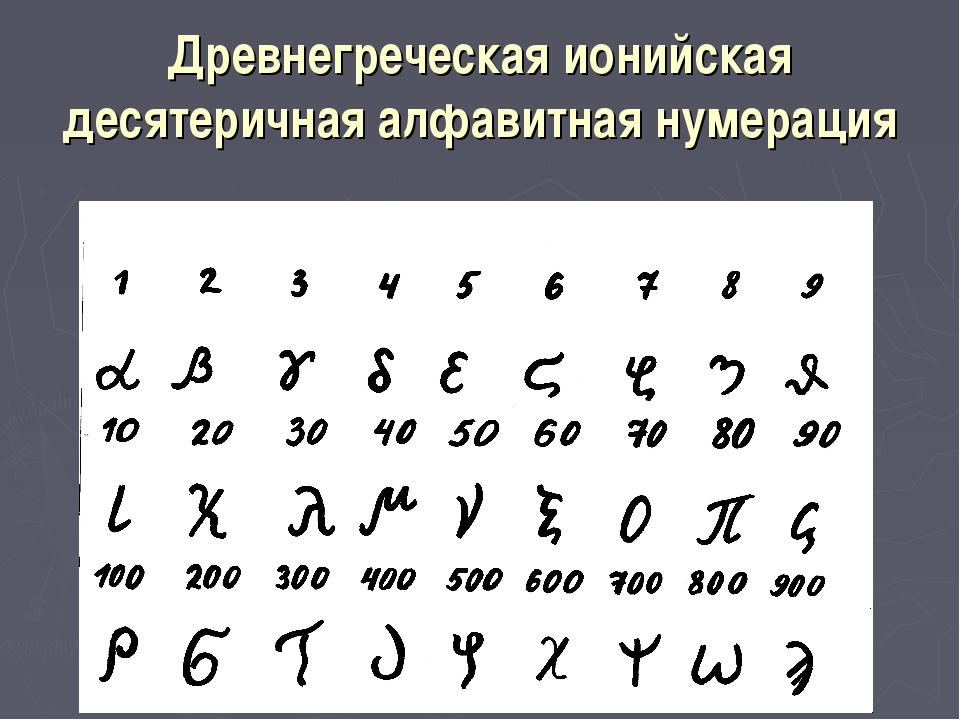 Древнегреческая ионийская
десятеричная алфавитная нумерация
1 2 3 4 5 6 7 8 9
α β γ δ ε ϛ ζ η θ
10 20 30 40 50 60 70 80 90
ι κ λ μ ν ξ ο π ς
100 200 300 400 500 600 700 800 900
ρ σ τ υ φ χ ψ ω ϡ